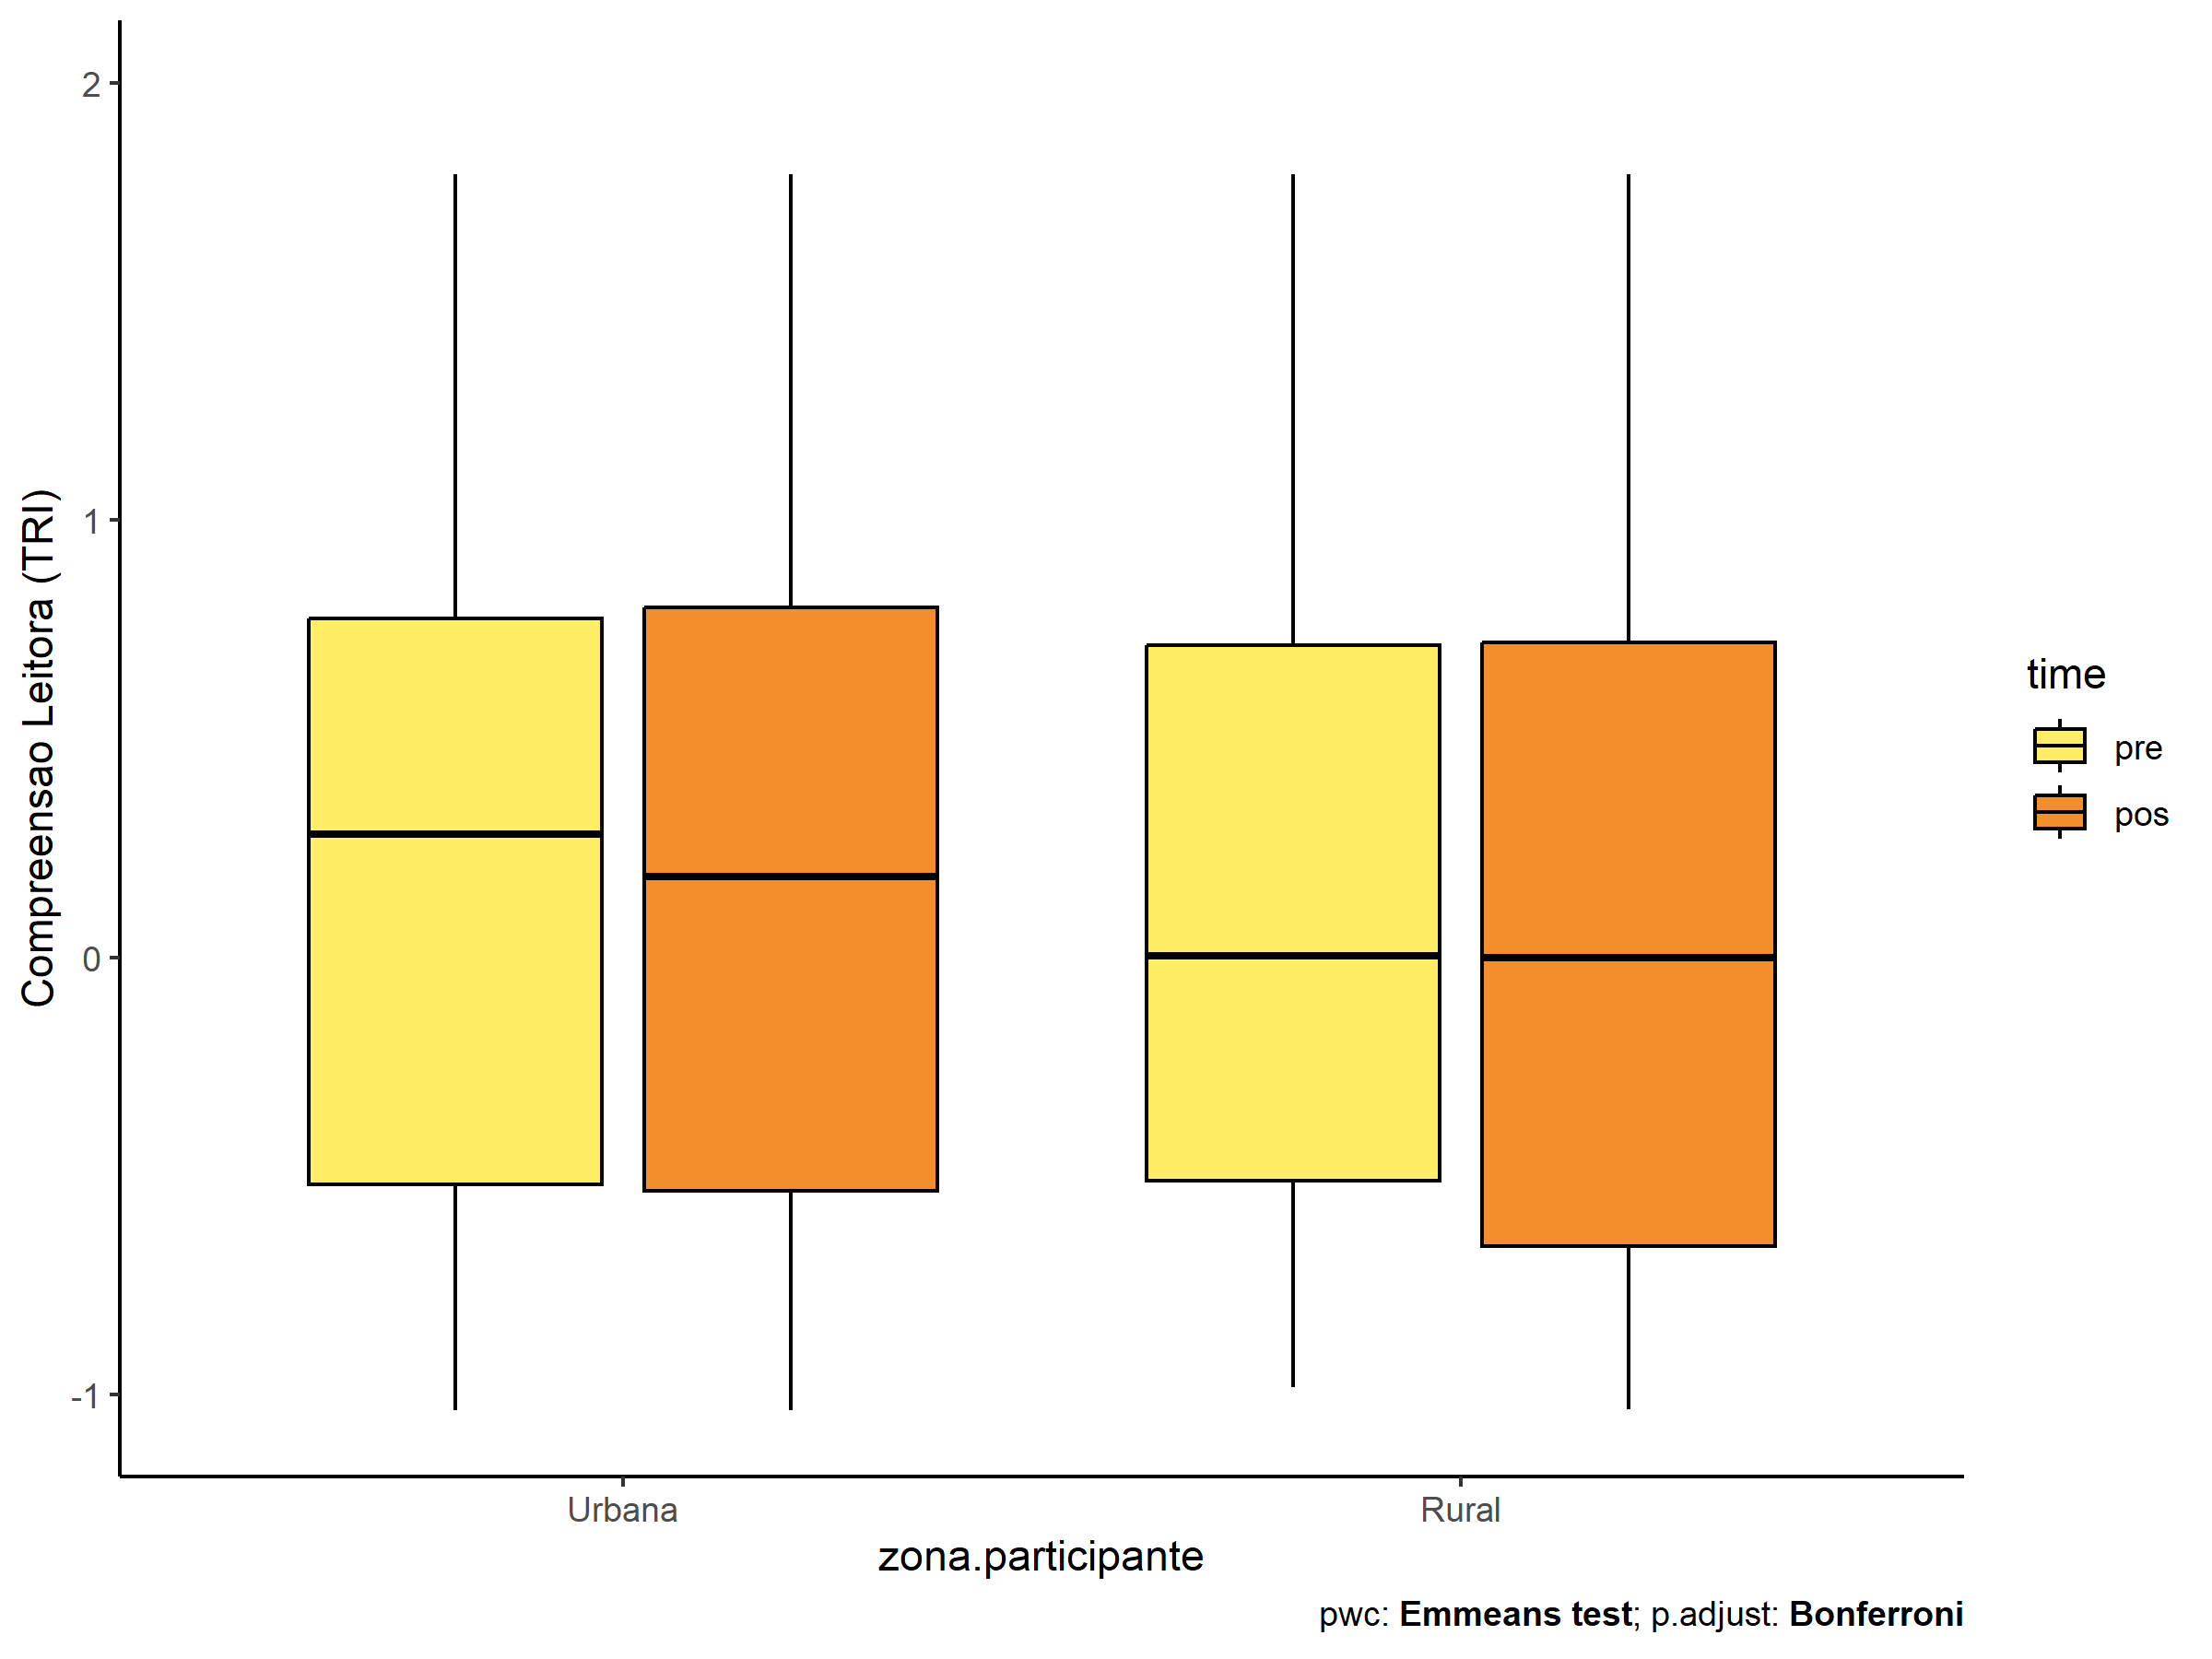 Compreensao Leitora (TRI)
2
1
0
-1
Urbana
Rural
zona.participante
time
pre
pos
pwc: Emmeans test; p.adjust: Bonferroni